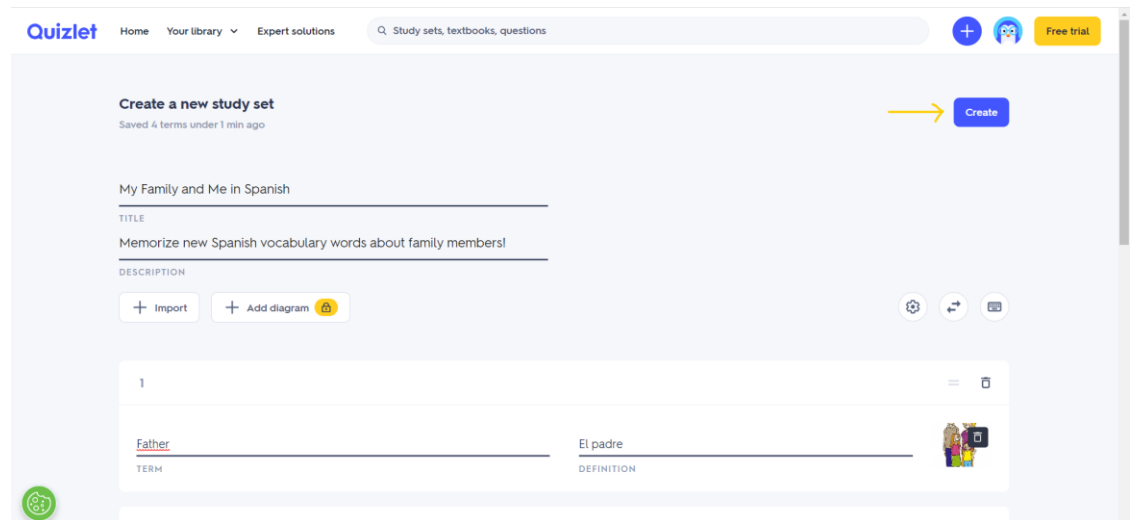 Quizlet Home Your library Expert solutions Study sets, textbooks, questions Free trial
Create a new study set
Saved 4 terms under 1 min ago
Create
My Family and Me in Spanish
TITLE
Memorize new Spanish vocabulary words about family members!
DESCRIPTION
+ Import + Add diagram
1
Father El padre
TERM DEFINITION